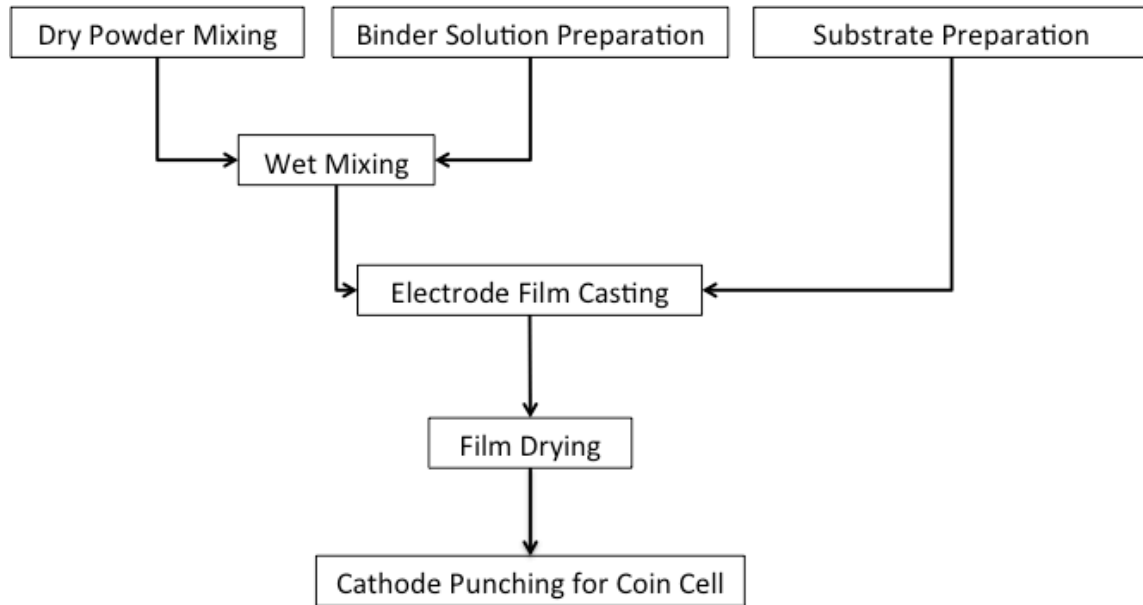 Dry Powder Mixing
Binder Solution Preparation
Substrate Preparation
Wet Mixing
Electrode Film Casting
Film Drying
Cathode Punching for Coin Cell